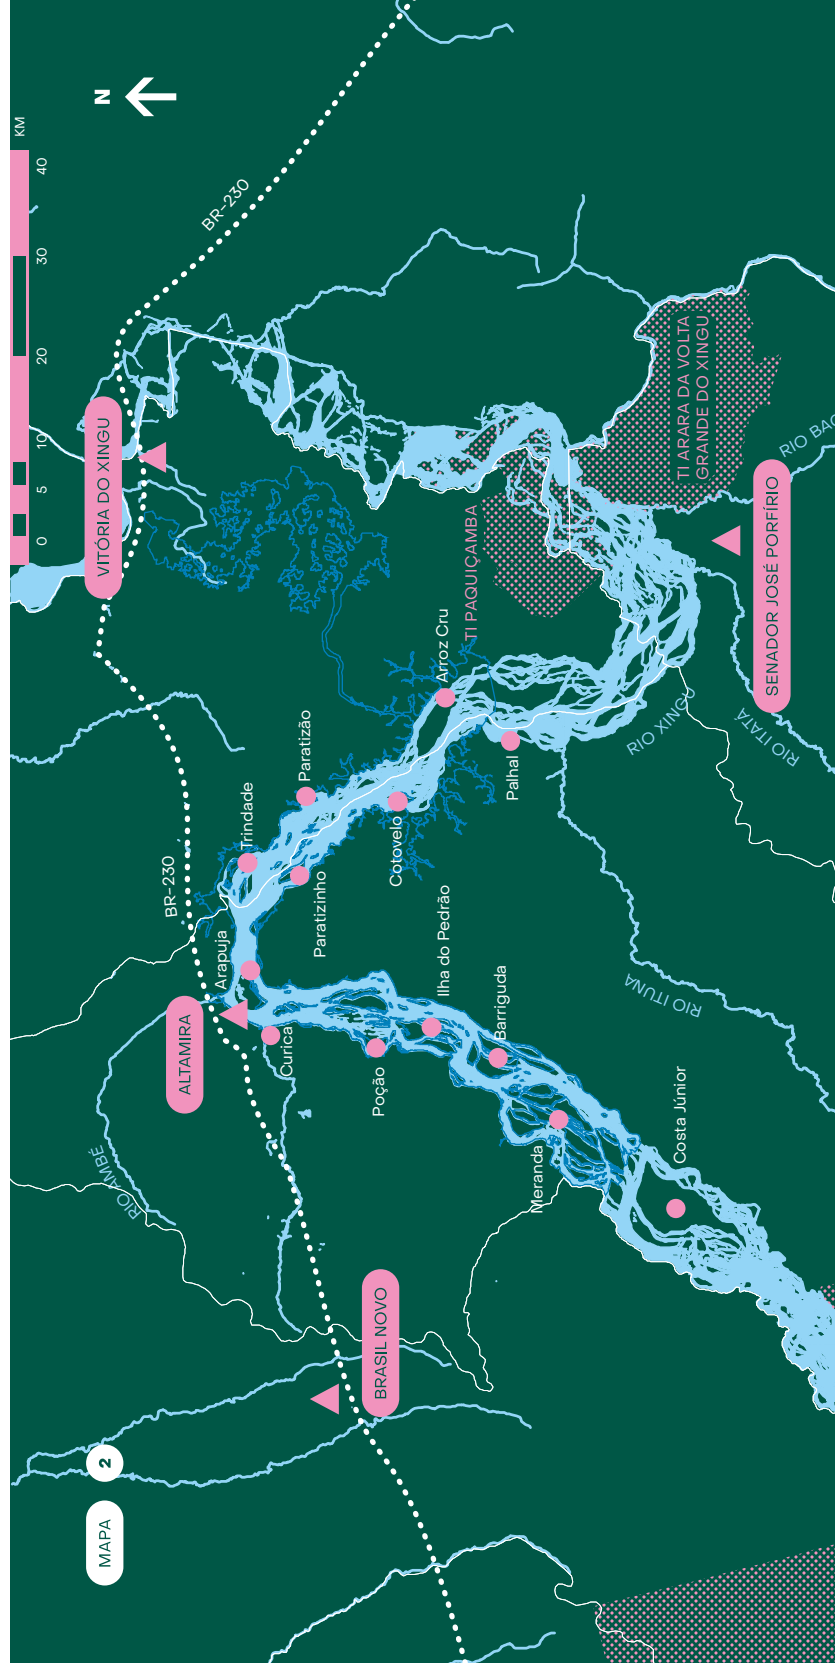 MAPA
2
BRASIL NOVO
RIO AMBÉ
ALTAMIRA
BR-230
VITÓRIA DO XINGU
BR-230
N
0
5
10
20
30
40
KM
Arapuja
Trindade
Paratizão
Curica
Paratizinho
Poção
Cotovelo
Arroz Cru
TI PAQUIÇAMBA
Ilha do Pedrão
Barriguda
Palhal
Meranda
Costa Júnior
RIO ITUNA
RIO XINGU
RIO ITATÁ
SENADOR JOSÉ PORFÍRIO
TI ARARA DA VOLTA
GRANDE DO XINGU
RIO BAC